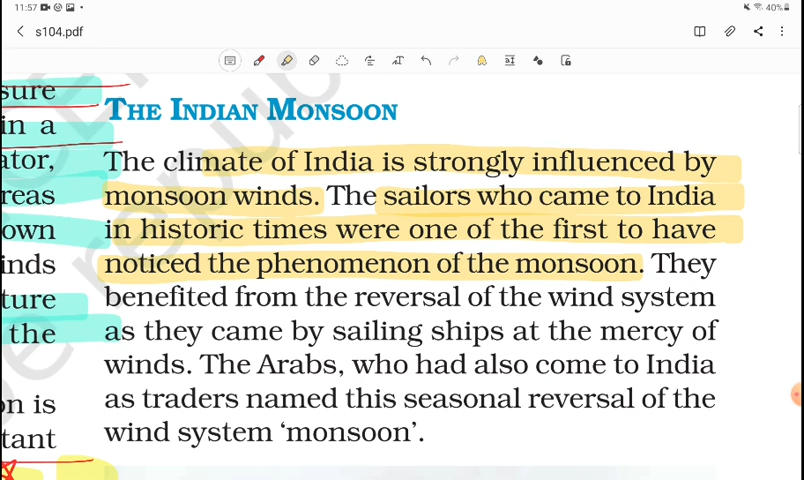 11:57
40%
s104.pdf
sure
in a
ator,
reas
own
inds
ture
the
on is
tant
THE INDIAN MONSOON
The climate of India is strongly influenced by
monsoon winds. The sailors who came to India
in historic times were one of the first to have
noticed the phenomenon of the monsoon. They
benefited from the reversal of the wind system
as they came by sailing ships at the mercy of
winds. The Arabs, who had also come to India
as traders named this seasonal reversal of the
wind system ‘monsoon’.